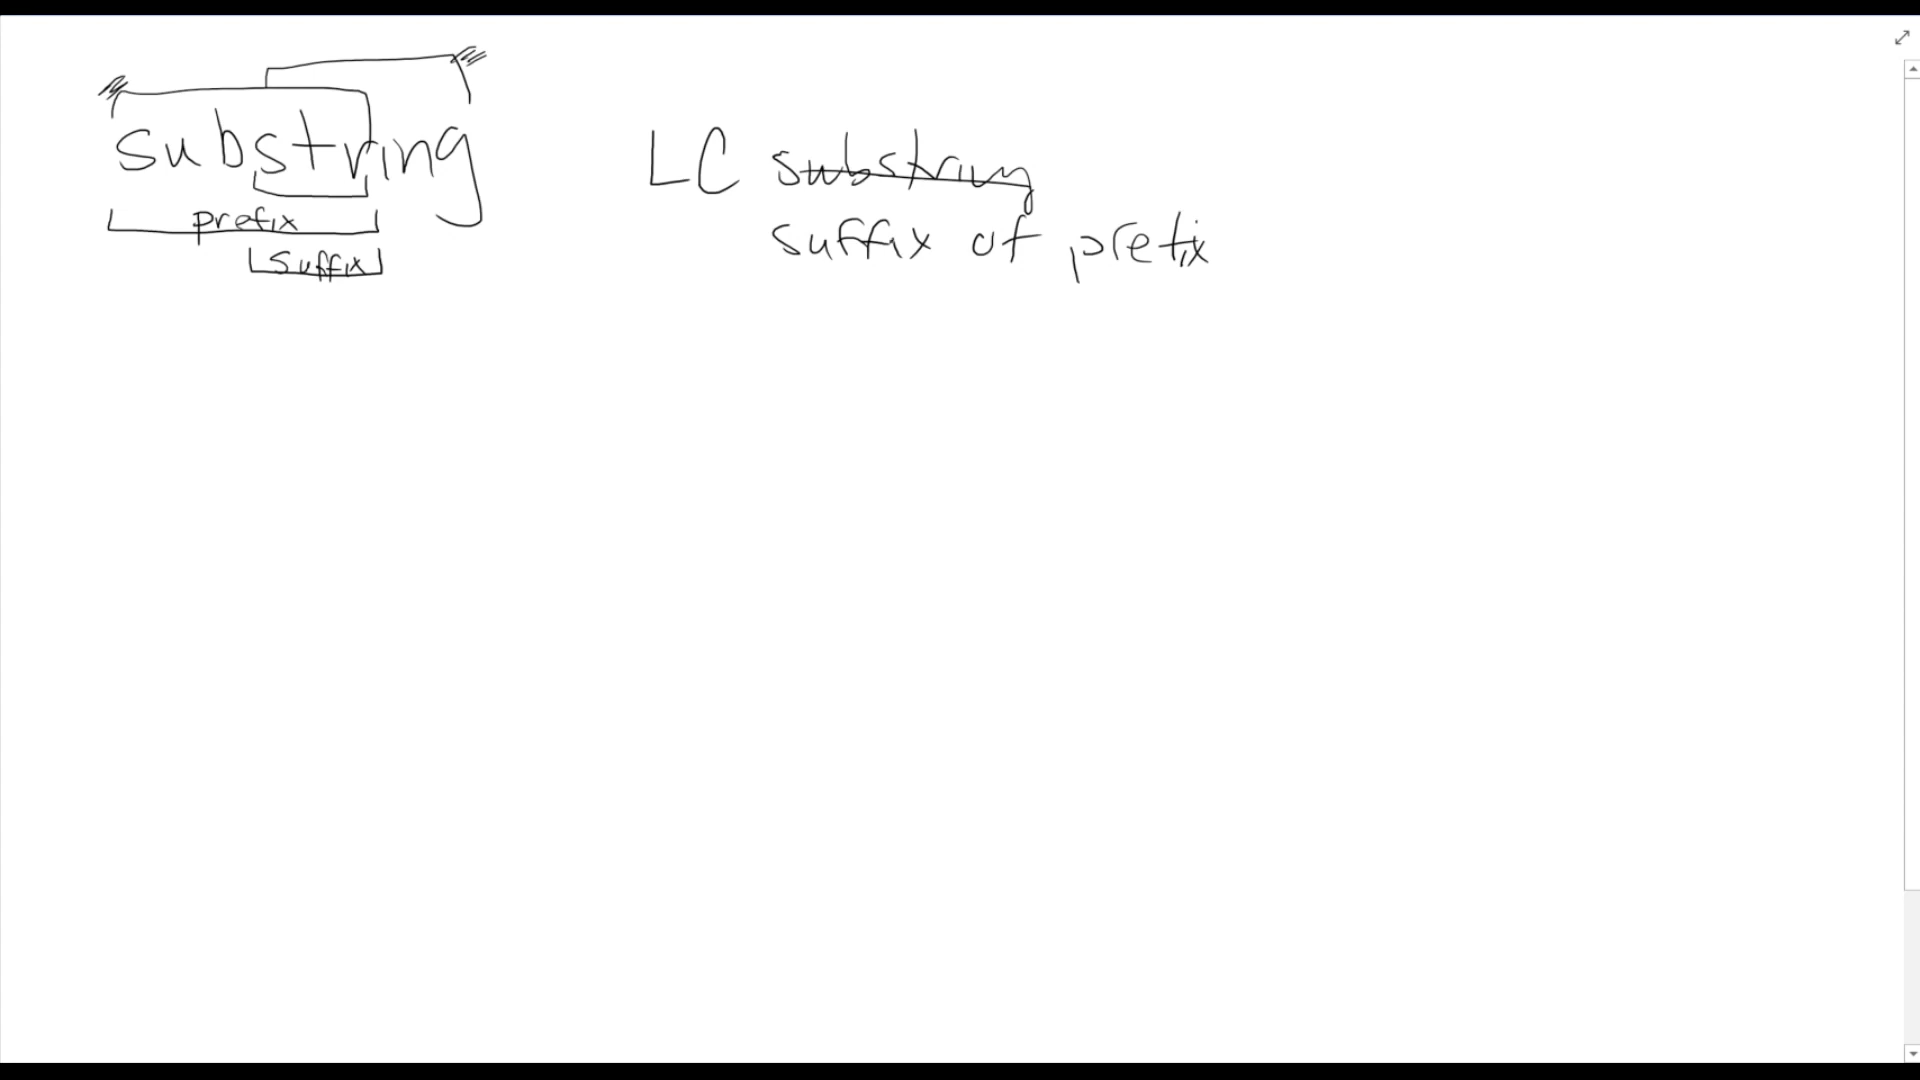 substring
prefix
suffix
LC substring
suffix of prefix